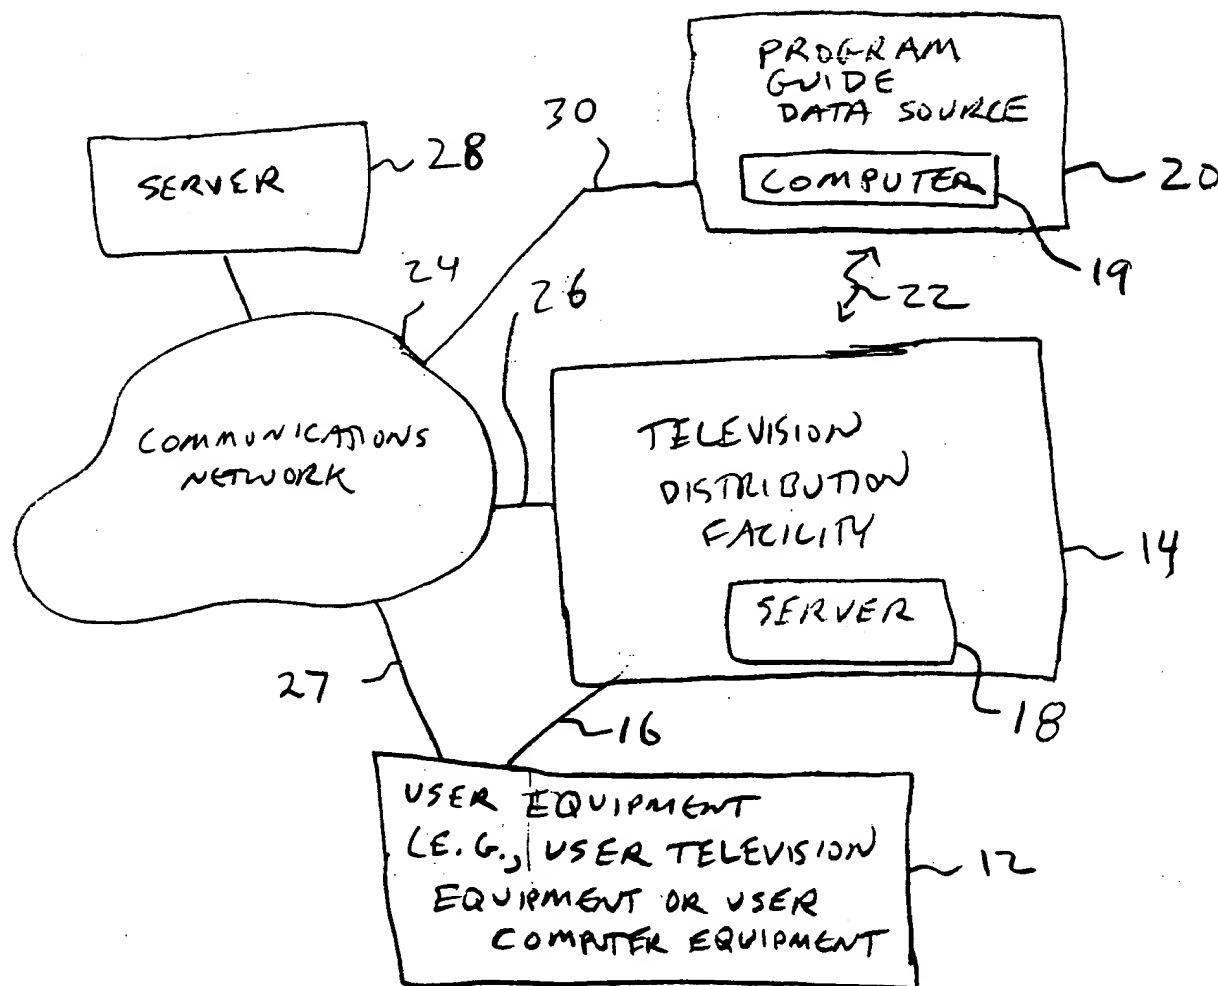 PROGRAM
GUIDE
DATA SOURCE
COMPUTER
20
19
30
SERVER
28
24
26
22
COMMUNICATIONS
NETWORK
TELEVISION
DISTRIBUTION
FACILITY
14
SERVER
18
27
16
USER EQUIPMENT
(E.G., USER TELEVISION
EQUIPMENT OR USER
COMPUTER EQUIPMENT
12